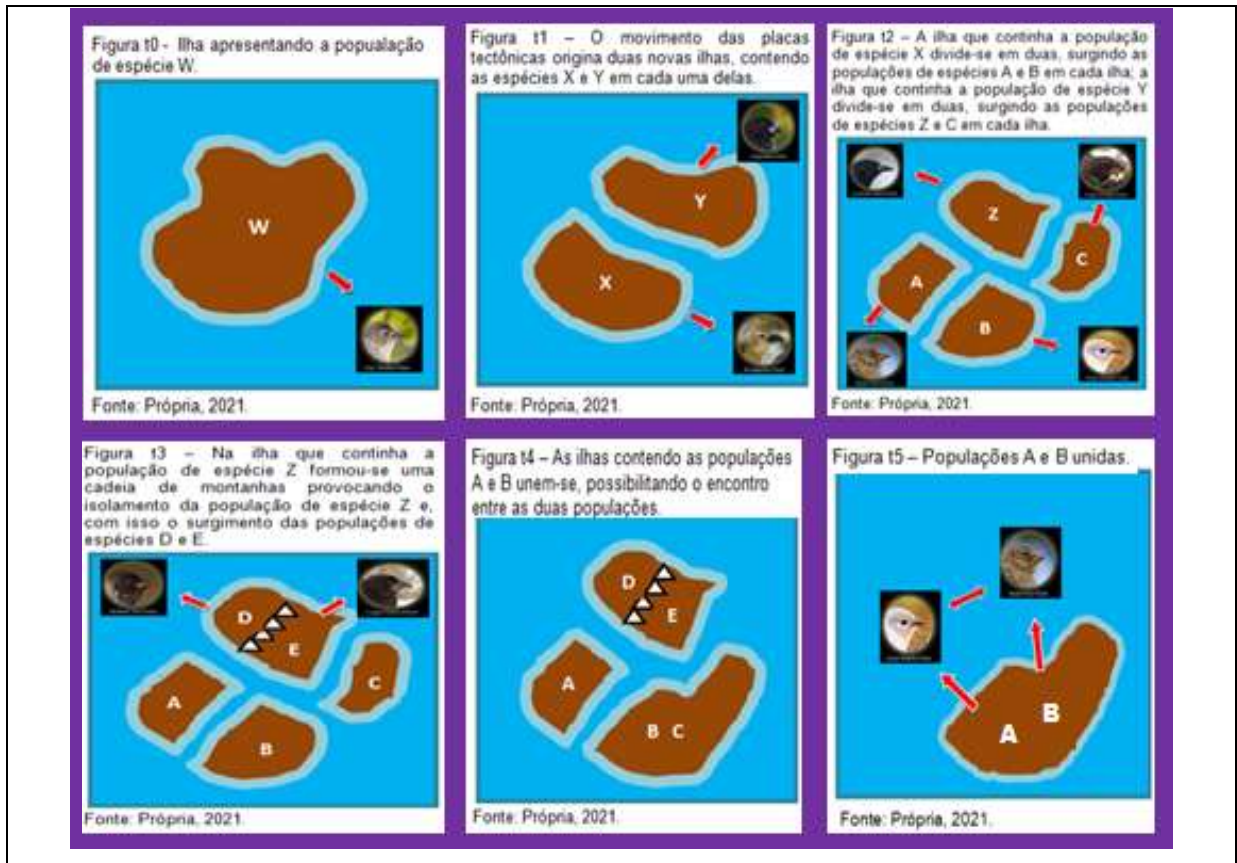 Figura t0 - Ilha apresentando a popualação
de espécie W.
W
Fonte: Própria, 2021.
Figura t1 – O movimento das placas
tectônicas origina duas novas ilhas, contendo
as espécies X e Y em cada uma delas.
Y
X
Fonte: Própria, 2021.
Figura t2 – A ilha que continha a população
de espécie X divide-se em duas, surgindo as
populações de espécies A e B em cada ilha; a
ilha que continha a população de espécie Y
divide-se em duas, surgindo as populações
de espécies Z e C em cada ilha.
Z
C
A
B
Fonte: Própria, 2021.
Figura t3 – Na ilha que continha a
população de espécie Z formou-se uma
cadeia de montanhas provocando o
isolamento da população de espécie Z e,
com isso o surgimento das populações de
espécies D e E.
D
E
C
A
B
Fonte: Própria, 2021.
Figura t4 – As ilhas contendo as populações
A e B unem-se, possibilitando o encontro
entre as duas populações.
D
E
A
B C
Fonte: Própria, 2021.
Figura t5 – Populações A e B unidas.
B
A
Fonte: Própria, 2021.